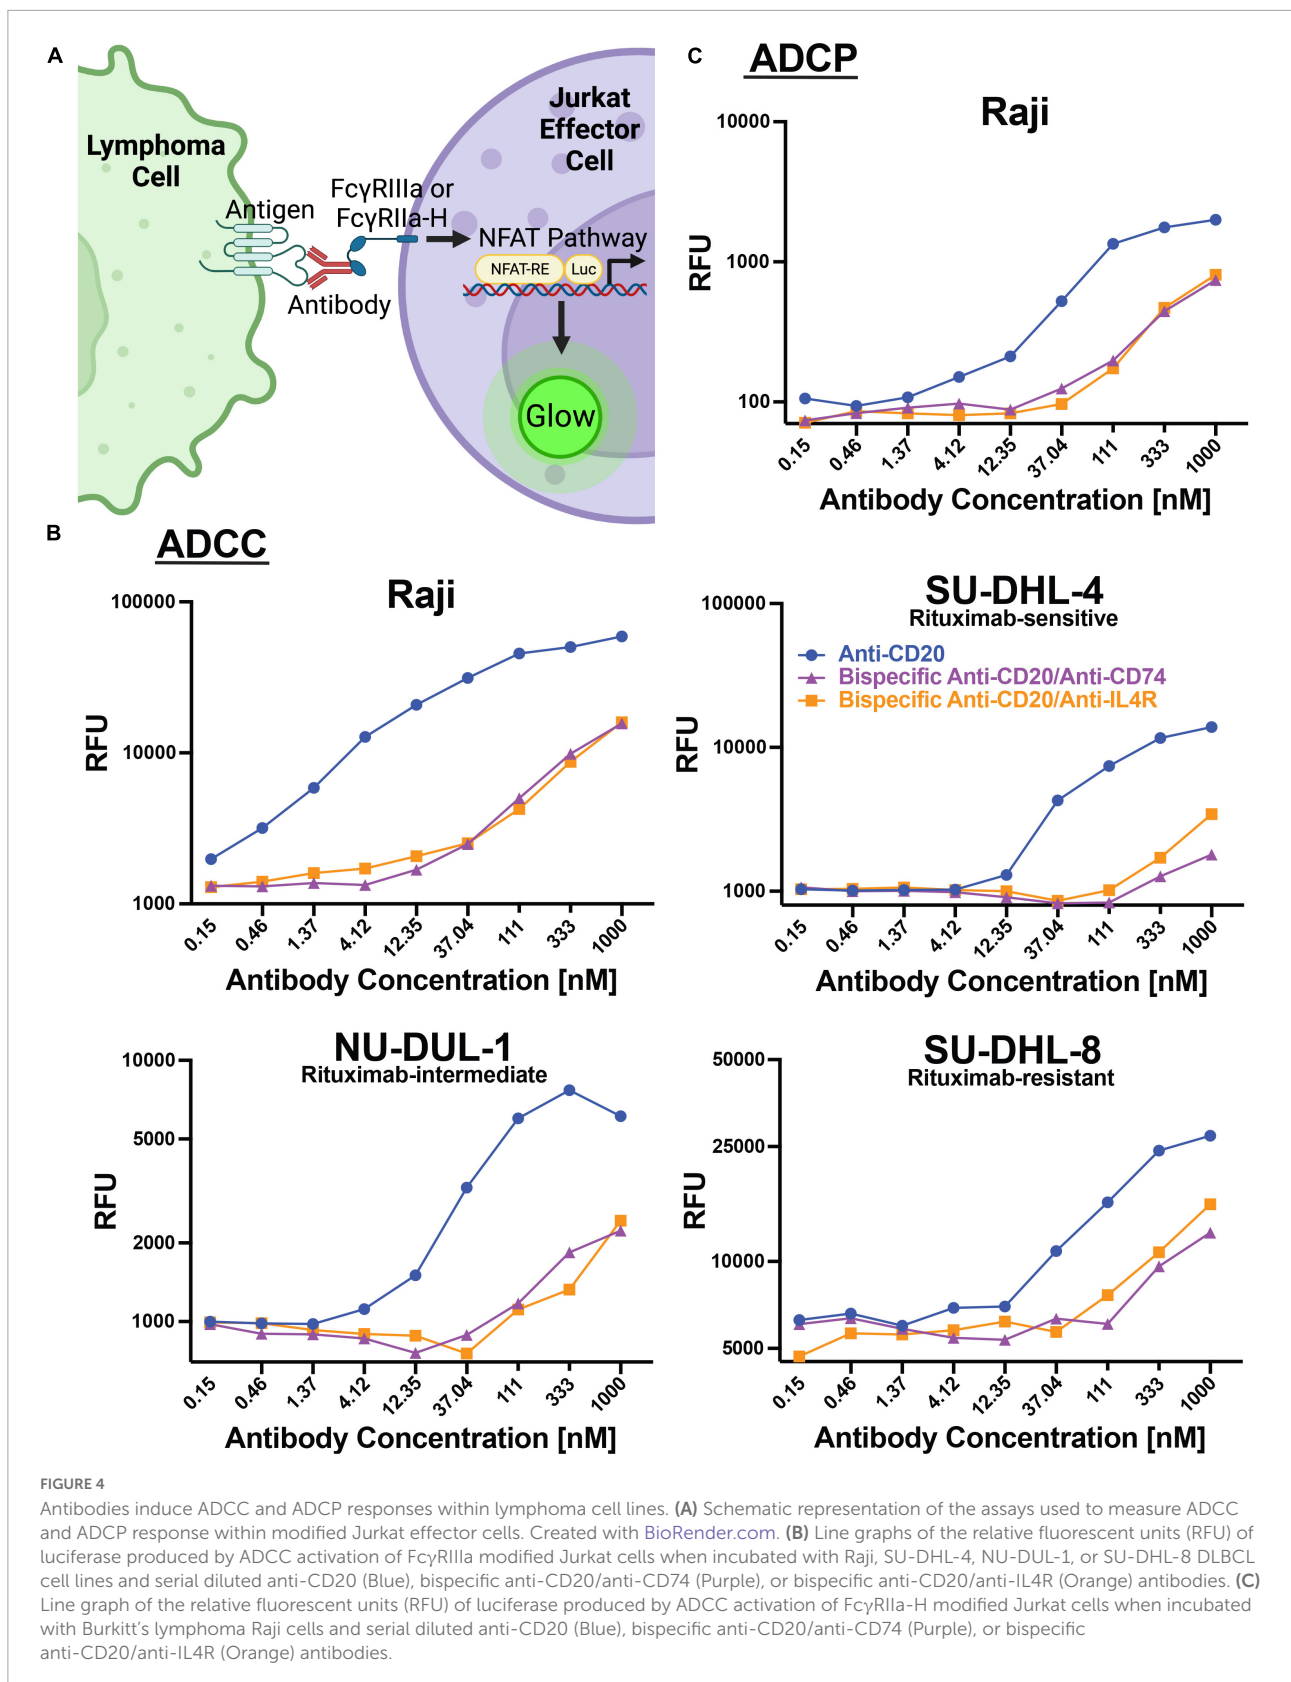 A
Lymphoma
Cell
Antigen
Antibody
FcγRIIIa or
FcγRIIa-H
Jurkat
Effector
Cell
NFAT Pathway
NFAT-RE
Luc
Glow
C
ADCP
Raji
10000
1000
100
RFU
0.15
0.46
1.37
4.12
12.35
37.04
111
333
1000
Antibody Concentration [nM]
B
ADCC
Raji
100000
10000
1000
RFU
0.15
0.46
1.37
4.12
12.35
37.04
111
333
1000
Antibody Concentration [nM]
SU-DHL-4
Rituximab-sensitive
Anti-CD20
Bispecific Anti-CD20/Anti-CD74
Bispecific Anti-CD20/Anti-IL4R
100000
10000
1000
RFU
0.15
0.46
1.37
4.12
12.35
37.04
111
333
1000
Antibody Concentration [nM]
NU-DUL-1
Rituximab-intermediate
10000
5000
2000
1000
RFU
0.15
0.46
1.37
4.12
12.35
37.04
111
333
1000
Antibody Concentration [nM]
SU-DHL-8
Rituximab-resistant
50000
25000
10000
5000
RFU
0.15
0.46
1.37
4.12
12.35
37.04
111
333
1000
Antibody Concentration [nM]
FIGURE 4
Antibodies induce ADCC and ADCP responses within lymphoma cell lines. (A) Schematic representation of the assays used to measure ADCC
and ADCP response within modified Jurkat effector cells. Created with BioRender.com. (B) Line graphs of the relative fluorescent units (RFU) of
luciferase produced by ADCC activation of FcγRIIIa modified Jurkat cells when incubated with Raji, SU-DHL-4, NU-DUL-1, or SU-DHL-8 DLBCL
cell lines and serial diluted anti-CD20 (Blue), bispecific anti-CD20/anti-CD74 (Purple), or bispecific anti-CD20/anti-IL4R (Orange) antibodies. (C)
Line graph of the relative fluorescent units (RFU) of luciferase produced by ADCC activation of FcγRIIa-H modified Jurkat cells when incubated
with Burkitt's lymphoma Raji cells and serial diluted anti-CD20 (Blue), bispecific anti-CD20/anti-CD74 (Purple), or bispecific
anti-CD20/anti-IL4R (Orange) antibodies.